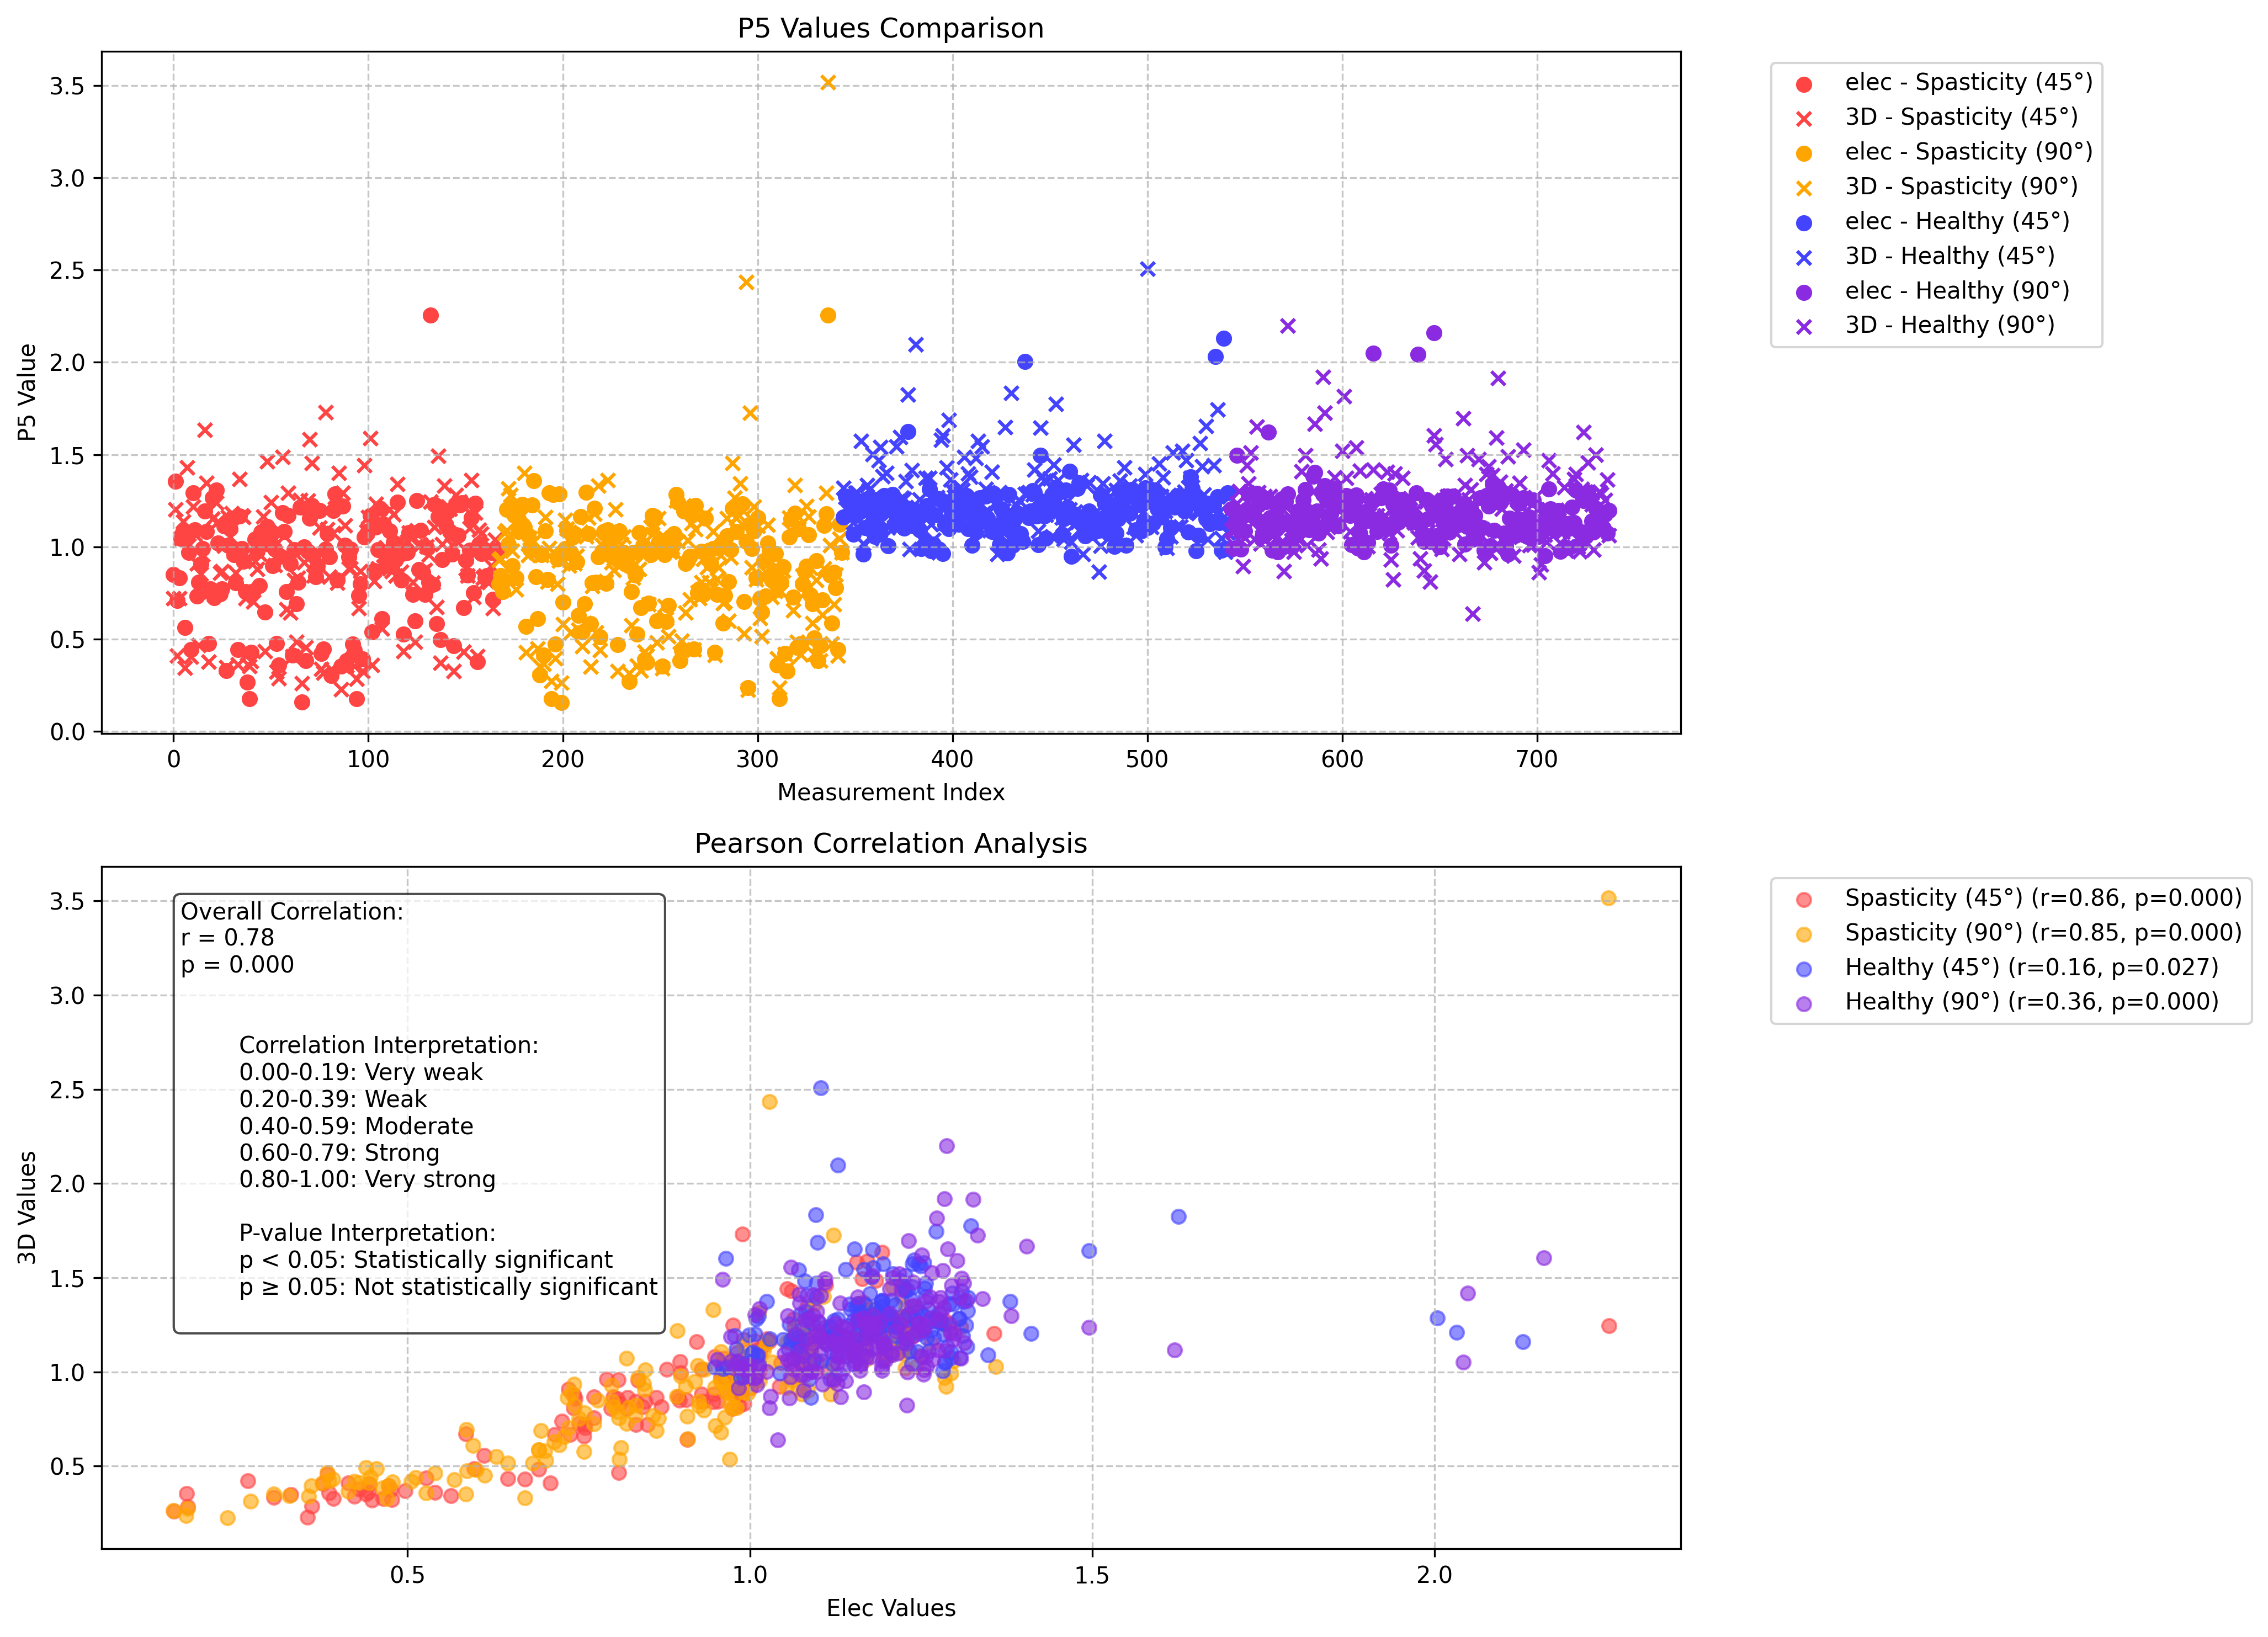 P5 Values Comparison
P5 Value
3.5
3.0
2.5
2.0
1.5
1.0
0.5
0.0
0 100 200 300 400 500 600 700
Measurement Index
elec - Spasticity (45°)
3D - Spasticity (45°)
elec - Spasticity (90°)
3D - Spasticity (90°)
elec - Healthy (45°)
3D - Healthy (45°)
elec - Healthy (90°)
3D - Healthy (90°)
Pearson Correlation Analysis
3D Values
3.5
3.0
2.5
2.0
1.5
1.0
0.5
Overall Correlation:
r = 0.78
p = 0.000
Correlation Interpretation:
0.00-0.19: Very weak
0.20-0.39: Weak
0.40-0.59: Moderate
0.60-0.79: Strong
0.80-1.00: Very strong
P-value Interpretation:
p < 0.05: Statistically significant
p ≥ 0.05: Not statistically significant
0.5 1.0 1.5 2.0
Elec Values
Spasticity (45°) (r=0.86, p=0.000)
Spasticity (90°) (r=0.85, p=0.000)
Healthy (45°) (r=0.16, p=0.027)
Healthy (90°) (r=0.36, p=0.000)